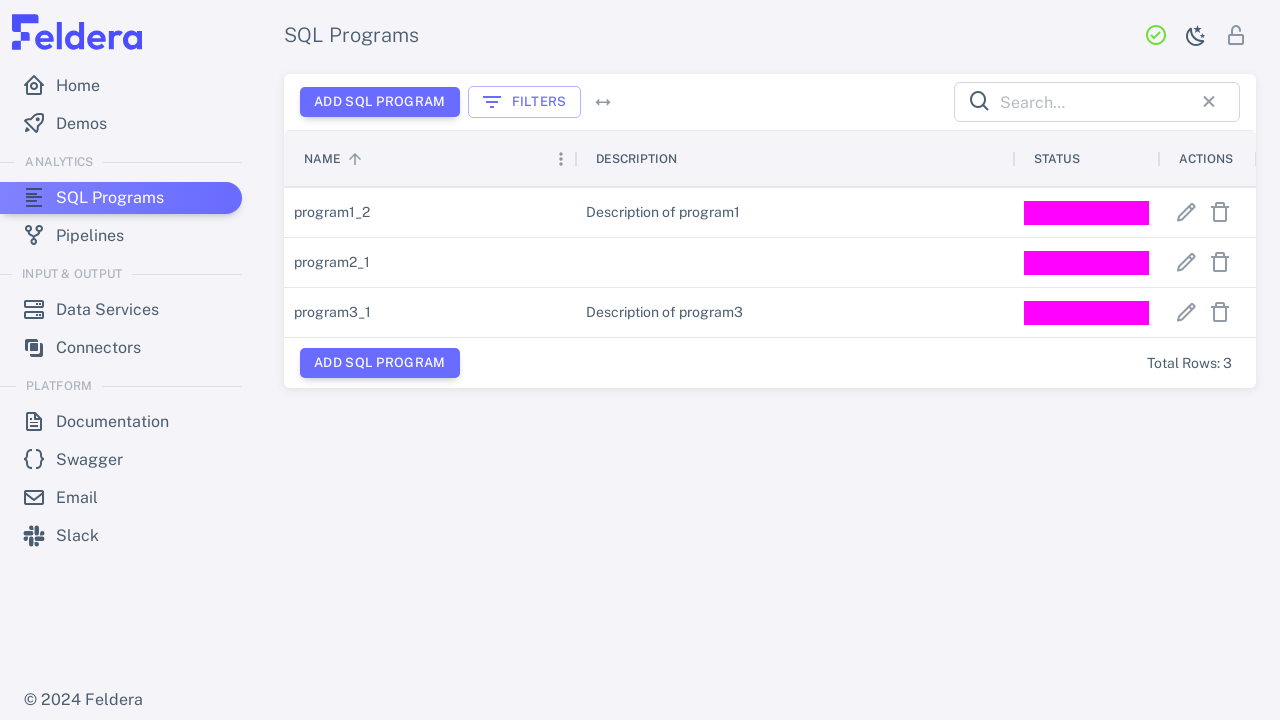 Feldera
SQL Programs
Home
Demos
ANALYTICS
SQL Programs
Pipelines
INPUT & OUTPUT
Data Services
Connectors
PLATFORM
Documentation
Swagger
Email
Slack
© 2024 Feldera
ADD SQL PROGRAM
FILTERS
Search...
NAME DESCRIPTION STATUS ACTIONS
program1_2 Description of program1
program2_1
program3_1 Description of program3
ADD SQL PROGRAM
Total Rows: 3